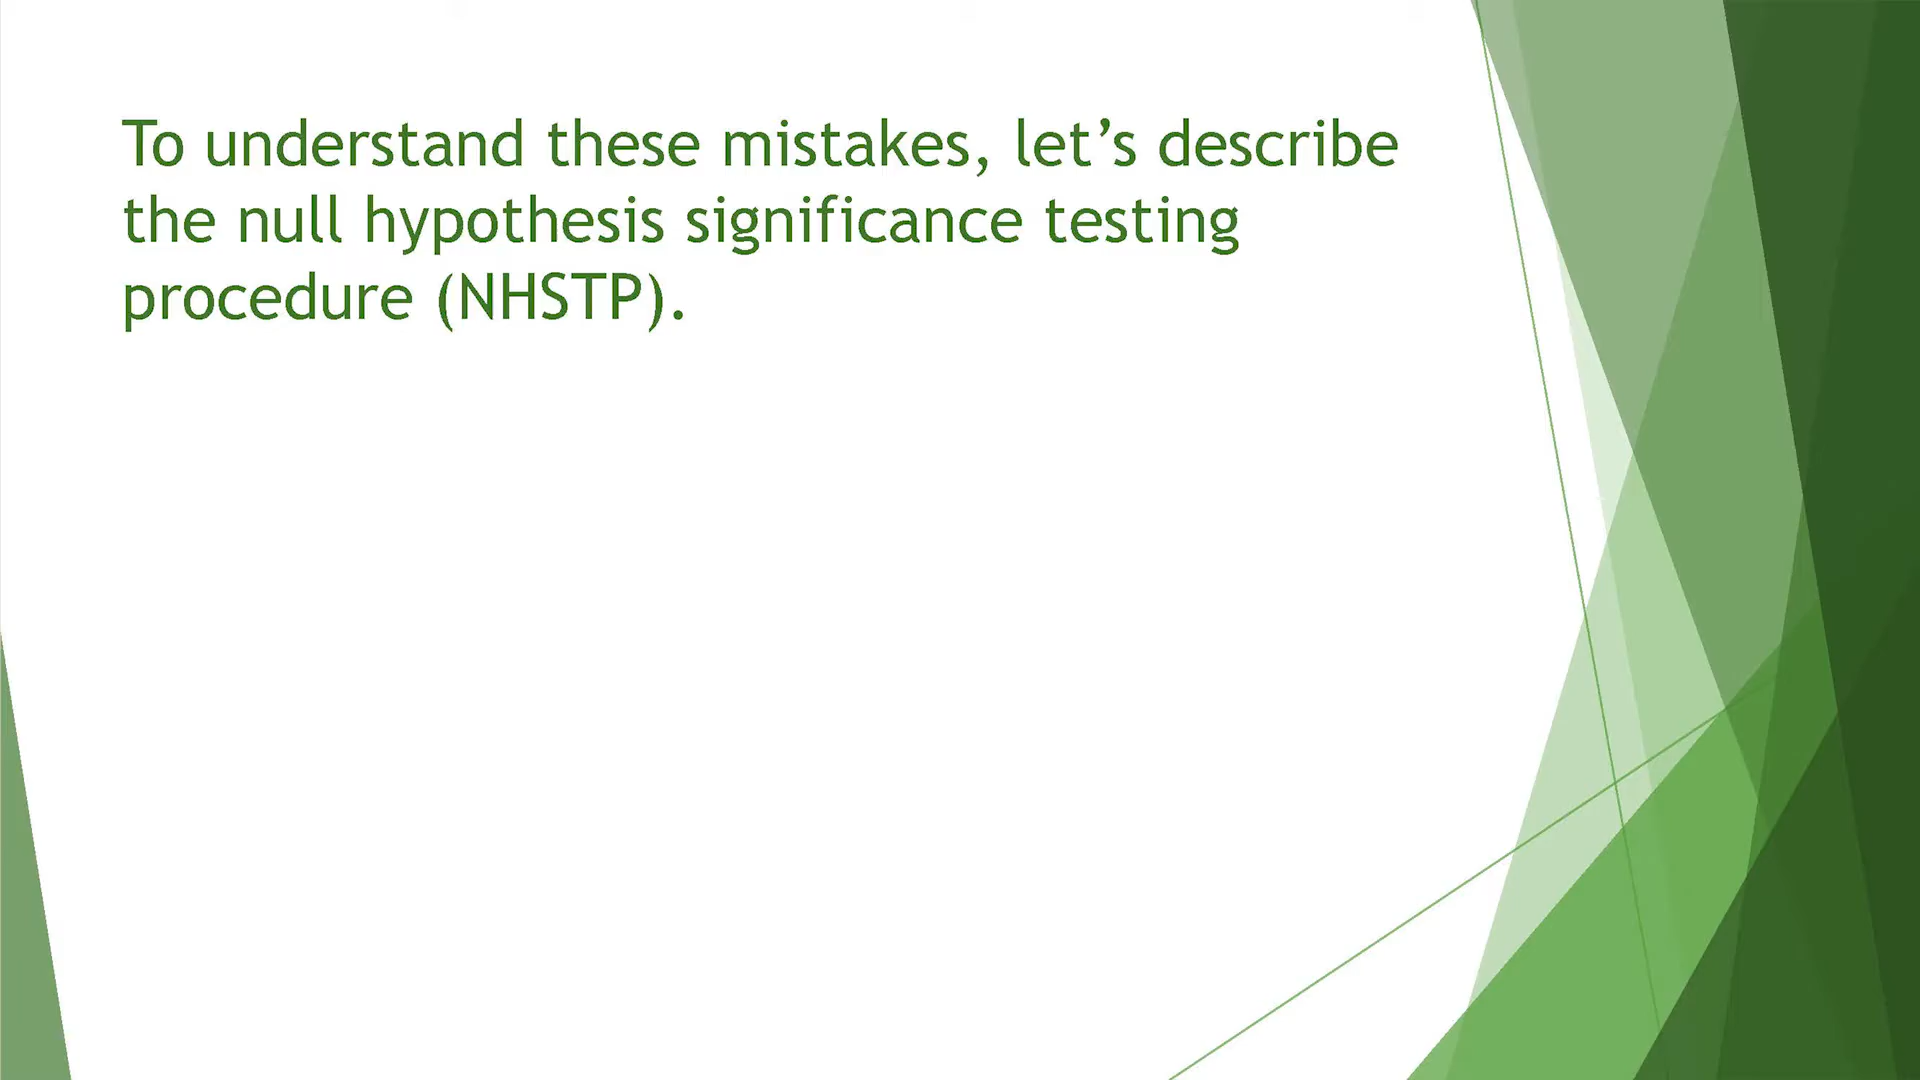 To understand these mistakes, let’s describe
the null hypothesis significance testing
procedure (NHSTP).